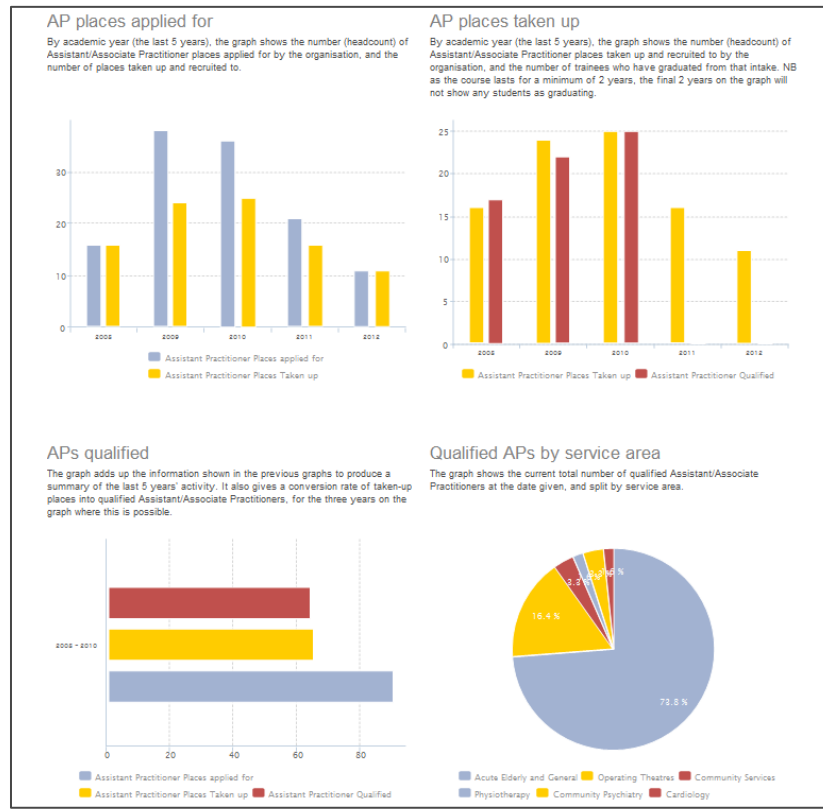 AP places applied for
By academic year (the last 5 years), the graph shows the number (headcount) of
Assistant/Associate Practitioner places applied for by the organisation, and the
number of places taken up and recruited to.
30
20
10
0
2008
2009
2010
2011
2012
Assistant Practitioner Places applied for
Assistant Practitioner Places Taken up
AP places taken up
By academic year (the last 5 years), the graph shows the number (headcount) of
Assistant/Associate Practitioner places taken up and recruited to by the
organisation, and the number of trainees who have graduated from that intake. NB
as the course lasts for a minimum of 2 years, the final 2 years on the graph will
not show any students as graduating.
25
20
15
10
5
0
2008
2009
2010
2011
2012
Assistant Practitioner Places Taken up
Assistant Practitioner Qualified
APs qualified
The graph adds up the information shown in the previous graphs to produce a
summary of the last 5 years' activity. It also gives a conversion rate of taken-up
places into qualified Assistant/Associate Practitioners, for the three years on the
graph where this is possible.
2008 - 2010
0
20
40
60
80
Assistant Practitioner Places applied for
Assistant Practitioner Places Taken up
Assistant Practitioner Qualified
Qualified APs by service area
The graph shows the current total number of qualified Assistant/Associate
Practitioners at the date given, and split by service area.
16.4 %
73.8 %
Acute Elderly and General
Operating Theatres
Community Services
Physiotherapy
Community Psychiatry
Cardiology